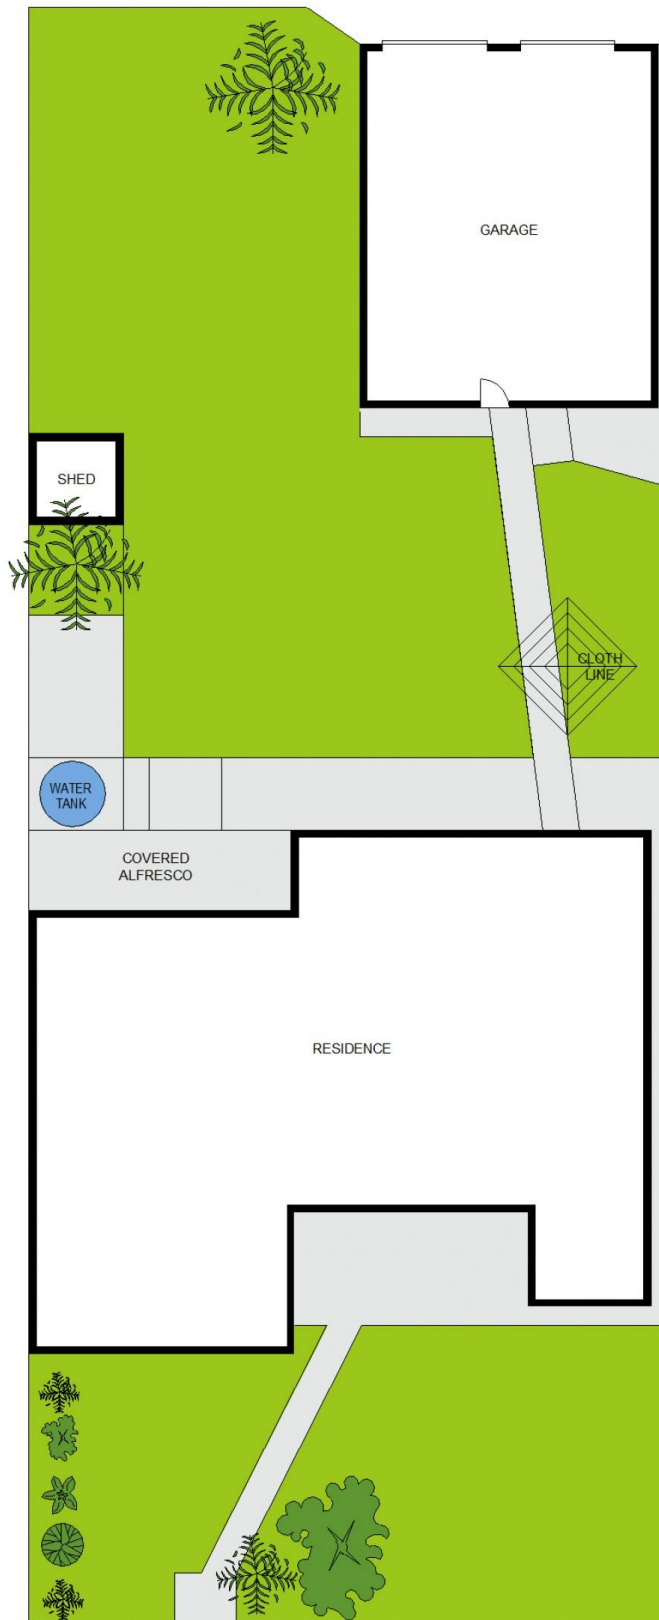 GARAGE
SHED
CLOTH
LINE
WATER
TANK
COVERED
ALFRESCO
RESIDENCE